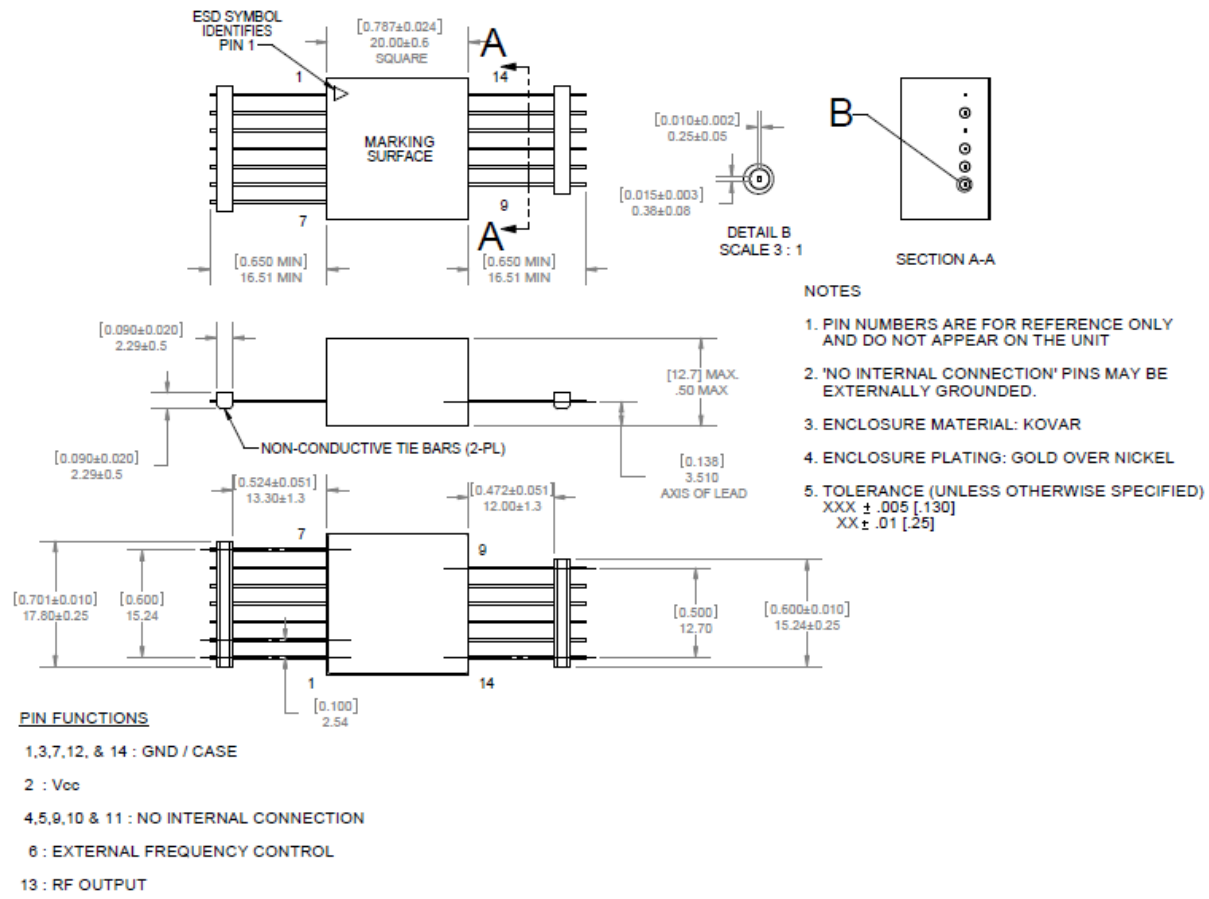 ESD SYMBOL
IDENTIFIES
PIN 1
[0.787±0.024]
20.00±0.6
SQUARE
A
1
14
MARKING
SURFACE
7
9
A
[0.650 MIN]
16.51 MIN
[0.650 MIN]
16.51 MIN
[0.010±0.002]
0.25±0.05
[0.015±0.003]
0.38±0.08
DETAIL B
SCALE 3 : 1
B
SECTION A-A
[0.090±0.020]
2.29±0.5
[0.090±0.020]
2.29±0.5
NON-CONDUCTIVE TIE BARS (2-PL)
[12.7] MAX.
.50 MAX
[0.138]
3.510
AXIS OF LEAD
NOTES
1. PIN NUMBERS ARE FOR REFERENCE ONLY
AND DO NOT APPEAR ON THE UNIT
2. 'NO INTERNAL CONNECTION' PINS MAY BE
EXTERNALLY GROUNDED.
3. ENCLOSURE MATERIAL: KOVAR
4. ENCLOSURE PLATING: GOLD OVER NICKEL
5. TOLERANCE (UNLESS OTHERWISE SPECIFIED)
XXX ± .005 [.130]
XX ± .01 [.25]
[0.524±0.051]
13.30±1.3
[0.472±0.051]
12.00±1.3
7
9
[0.701±0.010]
17.80±0.25
[0.600]
15.24
[0.500]
12.70
[0.600±0.010]
15.24±0.25
1
14
[0.100]
2.54
PIN FUNCTIONS
1,3,7,12, & 14 : GND / CASE
2 : Vcc
4,5,9,10 & 11 : NO INTERNAL CONNECTION
6 : EXTERNAL FREQUENCY CONTROL
13 : RF OUTPUT